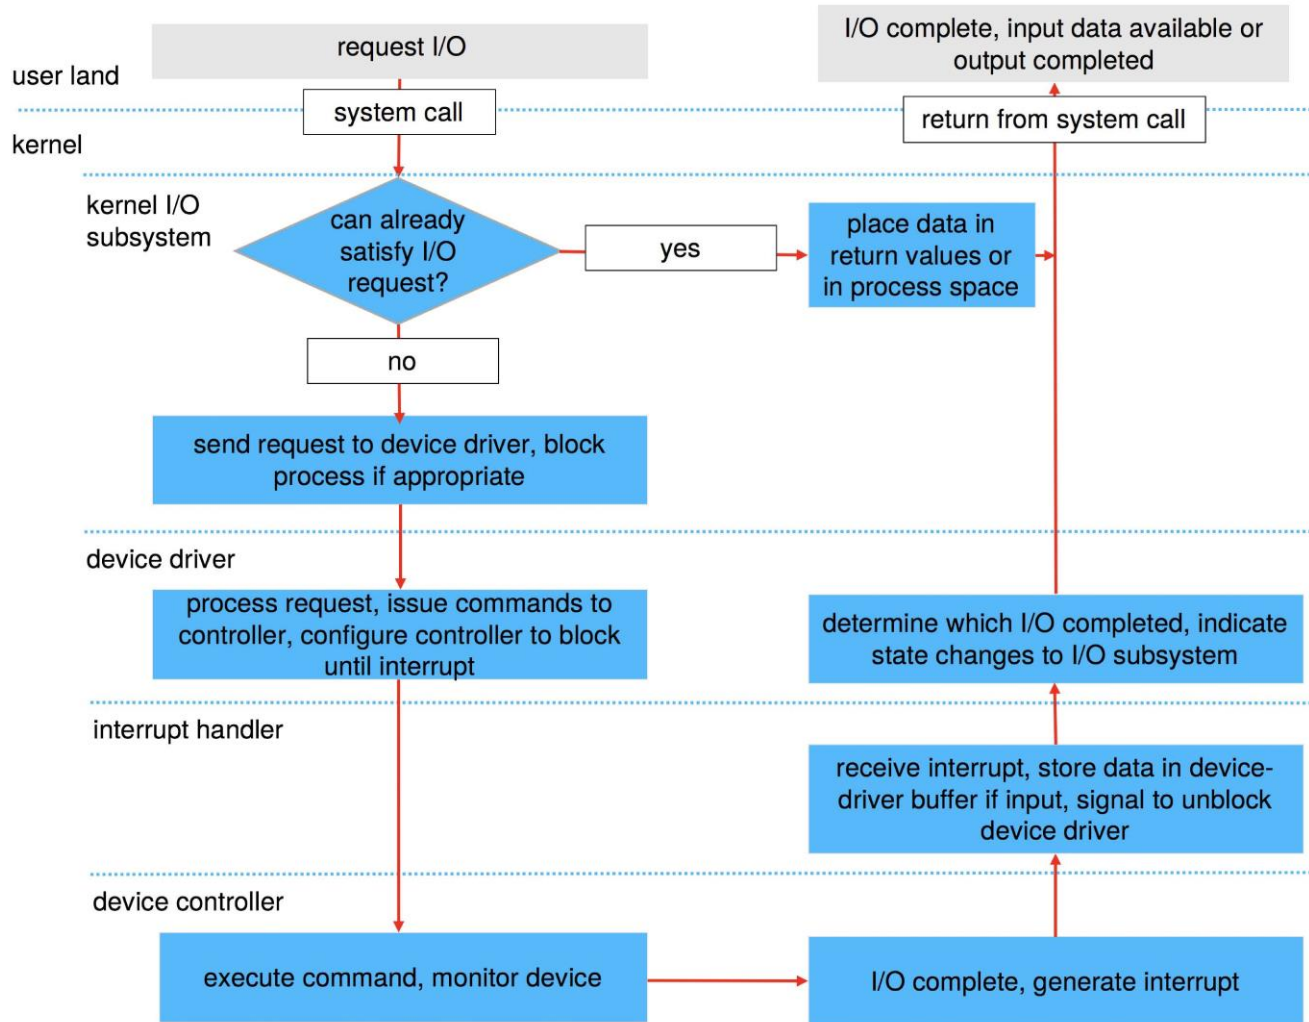 request I/O
I/O complete, input data available or
output completed
user land
system call
return from system call
kernel
kernel I/O
subsystem
can already
satisfy I/O
request?
yes
place data in
return values or
in process space
no
send request to device driver, block
process if appropriate
device driver
process request, issue commands to
controller, configure controller to block
until interrupt
determine which I/O completed, indicate
state changes to I/O subsystem
interrupt handler
receive interrupt, store data in device-
driver buffer if input, signal to unblock
device driver
device controller
execute command, monitor device
I/O complete, generate interrupt